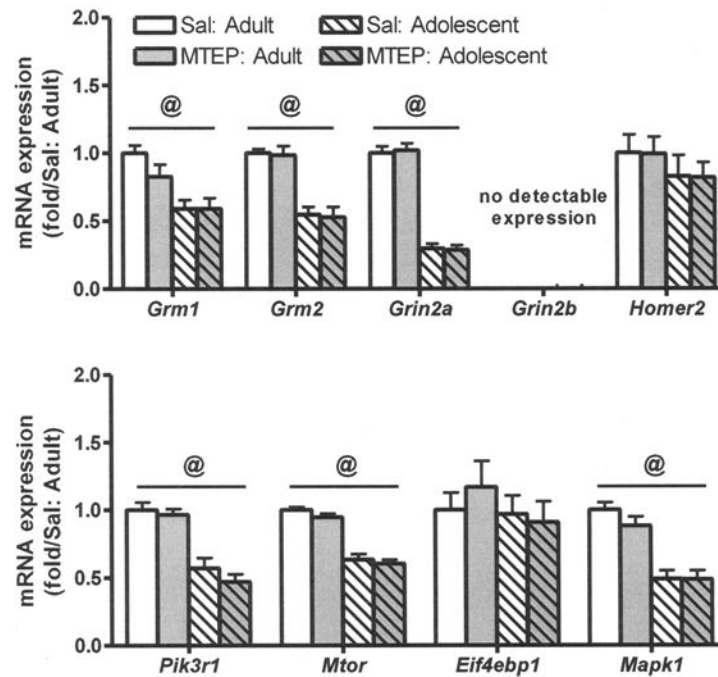 Sal: Adult Sal: Adolescent
MTEP: Adult MTEP: Adolescent
mRNA expression
(fold/Sal: Adult)
2.0
1.5
1.0
0.5
0.0
@ @ @
no detectable
expression
Grm1 Grm2 Grin2a Grin2b Homer2
mRNA expression
(fold/Sal: Adult)
2.0
1.5
1.0
0.5
0.0
@ @ @
Pik3r1 Mtor Eif4ebp1 Mapk1